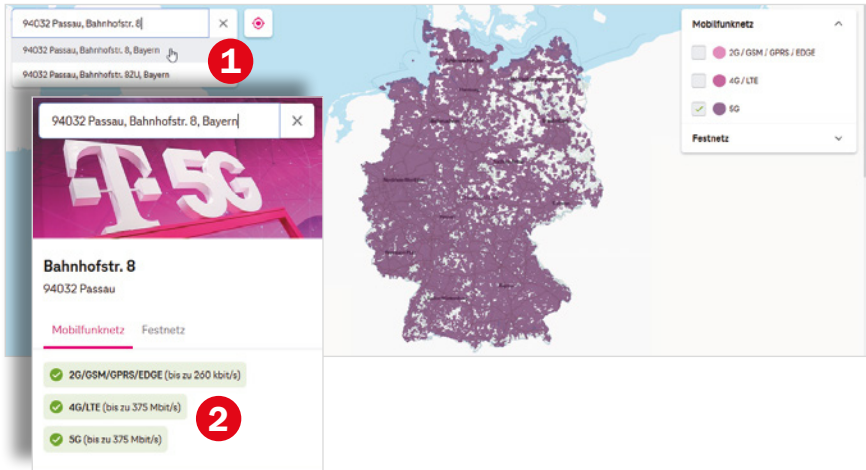 94032 Passau, Bahnhofstr. 8
94032 Passau, Bahnhofstr. 8, Bayern
94032 Passau, Bahnhofstr. 82U, Bayern
1
Mobilfunknetz
2G / GSM / GPRS / EDGE
4G / LTE
5G
Festnetz
94032 Passau, Bahnhofstr. 8, Bayern
T 5G
Bahnhofstr. 8
94032 Passau
Mobilfunknetz Festnetz
2G/GSM/GPRS/EDGE (bis zu 260 kbit/s)
4G/LTE (bis zu 375 Mbit/s)
5G (bis zu 375 Mbit/s)
2